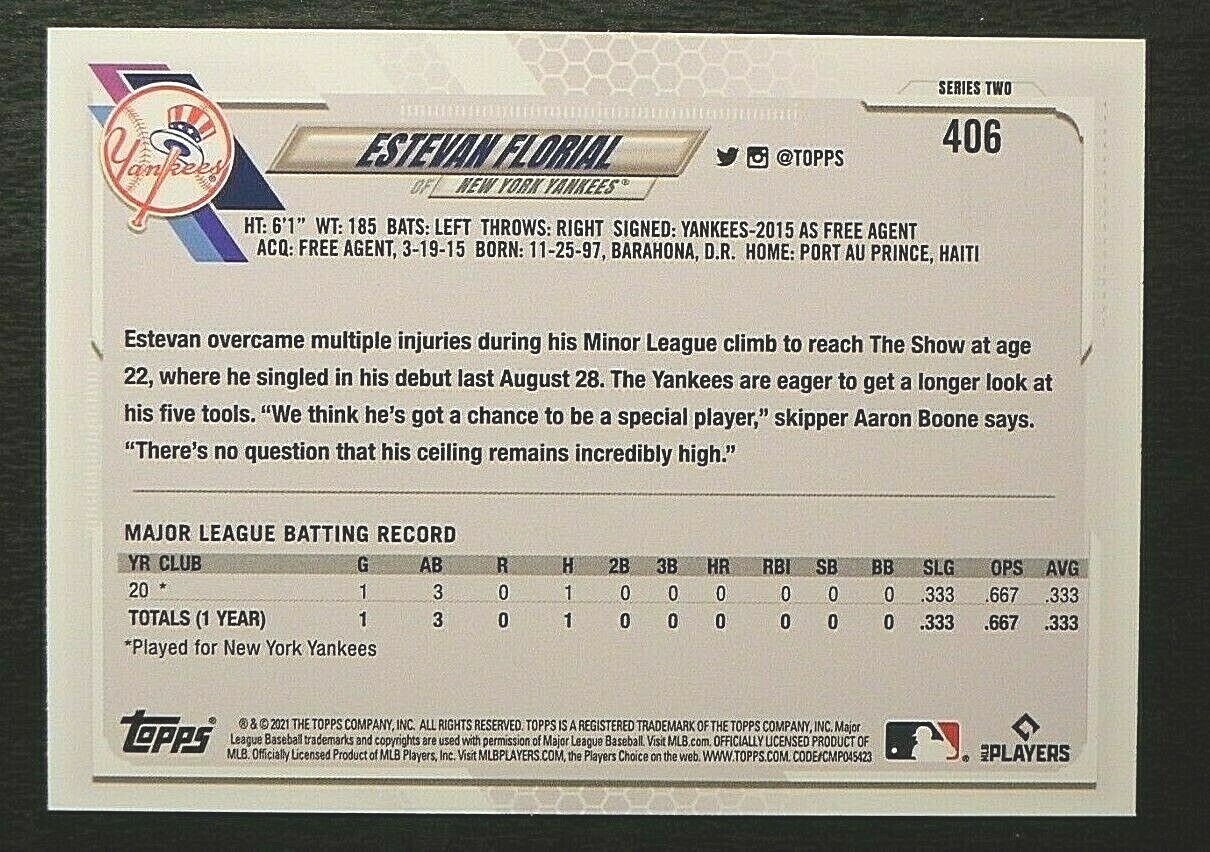 SERIES TWO
406
Yankees®
ESTEVAN FLORIAL
@TOPPS
OF NEW YORK YANKEES®
HT: 6'1" WT: 185 BATS: LEFT THROWS: RIGHT SIGNED: YANKEES-2015 AS FREE AGENT
ACQ: FREE AGENT, 3-19-15 BORN: 11-25-97, BARAHONA, D.R. HOME: PORT AU PRINCE, HAITI
Estevan overcame multiple injuries during his Minor League climb to reach The Show at age
22, where he singled in his debut last August 28. The Yankees are eager to get a longer look at
his five tools. “We think he’s got a chance to be a special player,” skipper Aaron Boone says.
“There’s no question that his ceiling remains incredibly high.”
MAJOR LEAGUE BATTING RECORD
YR CLUB G AB R H 2B 3B HR RBI SB BB SLG OPS AVG
20 * 1 3 0 1 0 0 0 0 0 0 .333 .667 .333
TOTALS (1 YEAR) 1 3 0 1 0 0 0 0 0 0 .333 .667 .333
*Played for New York Yankees
Topps®
® & © 2021 THE TOPPS COMPANY, INC. ALL RIGHTS RESERVED. TOPPS IS A REGISTERED TRADEMARK OF THE TOPPS COMPANY, INC. Major
League Baseball trademarks and copyrights are used with permission of Major League Baseball. Visit MLB.com. OFFICIALLY LICENSED PRODUCT OF
MLB. Officially Licensed Product of MLB Players, Inc. Visit MLBPLAYERS.COM, the Players Choice on the web. WWW.TOPPS.COM. CODE#CMP045423
®
MLB PLAYERS